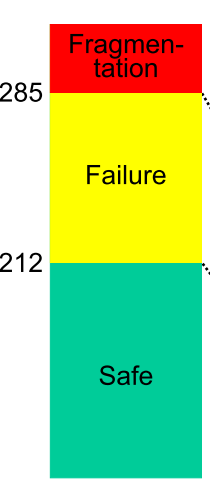 Fragmen-
tation
285
Failure
212
Safe